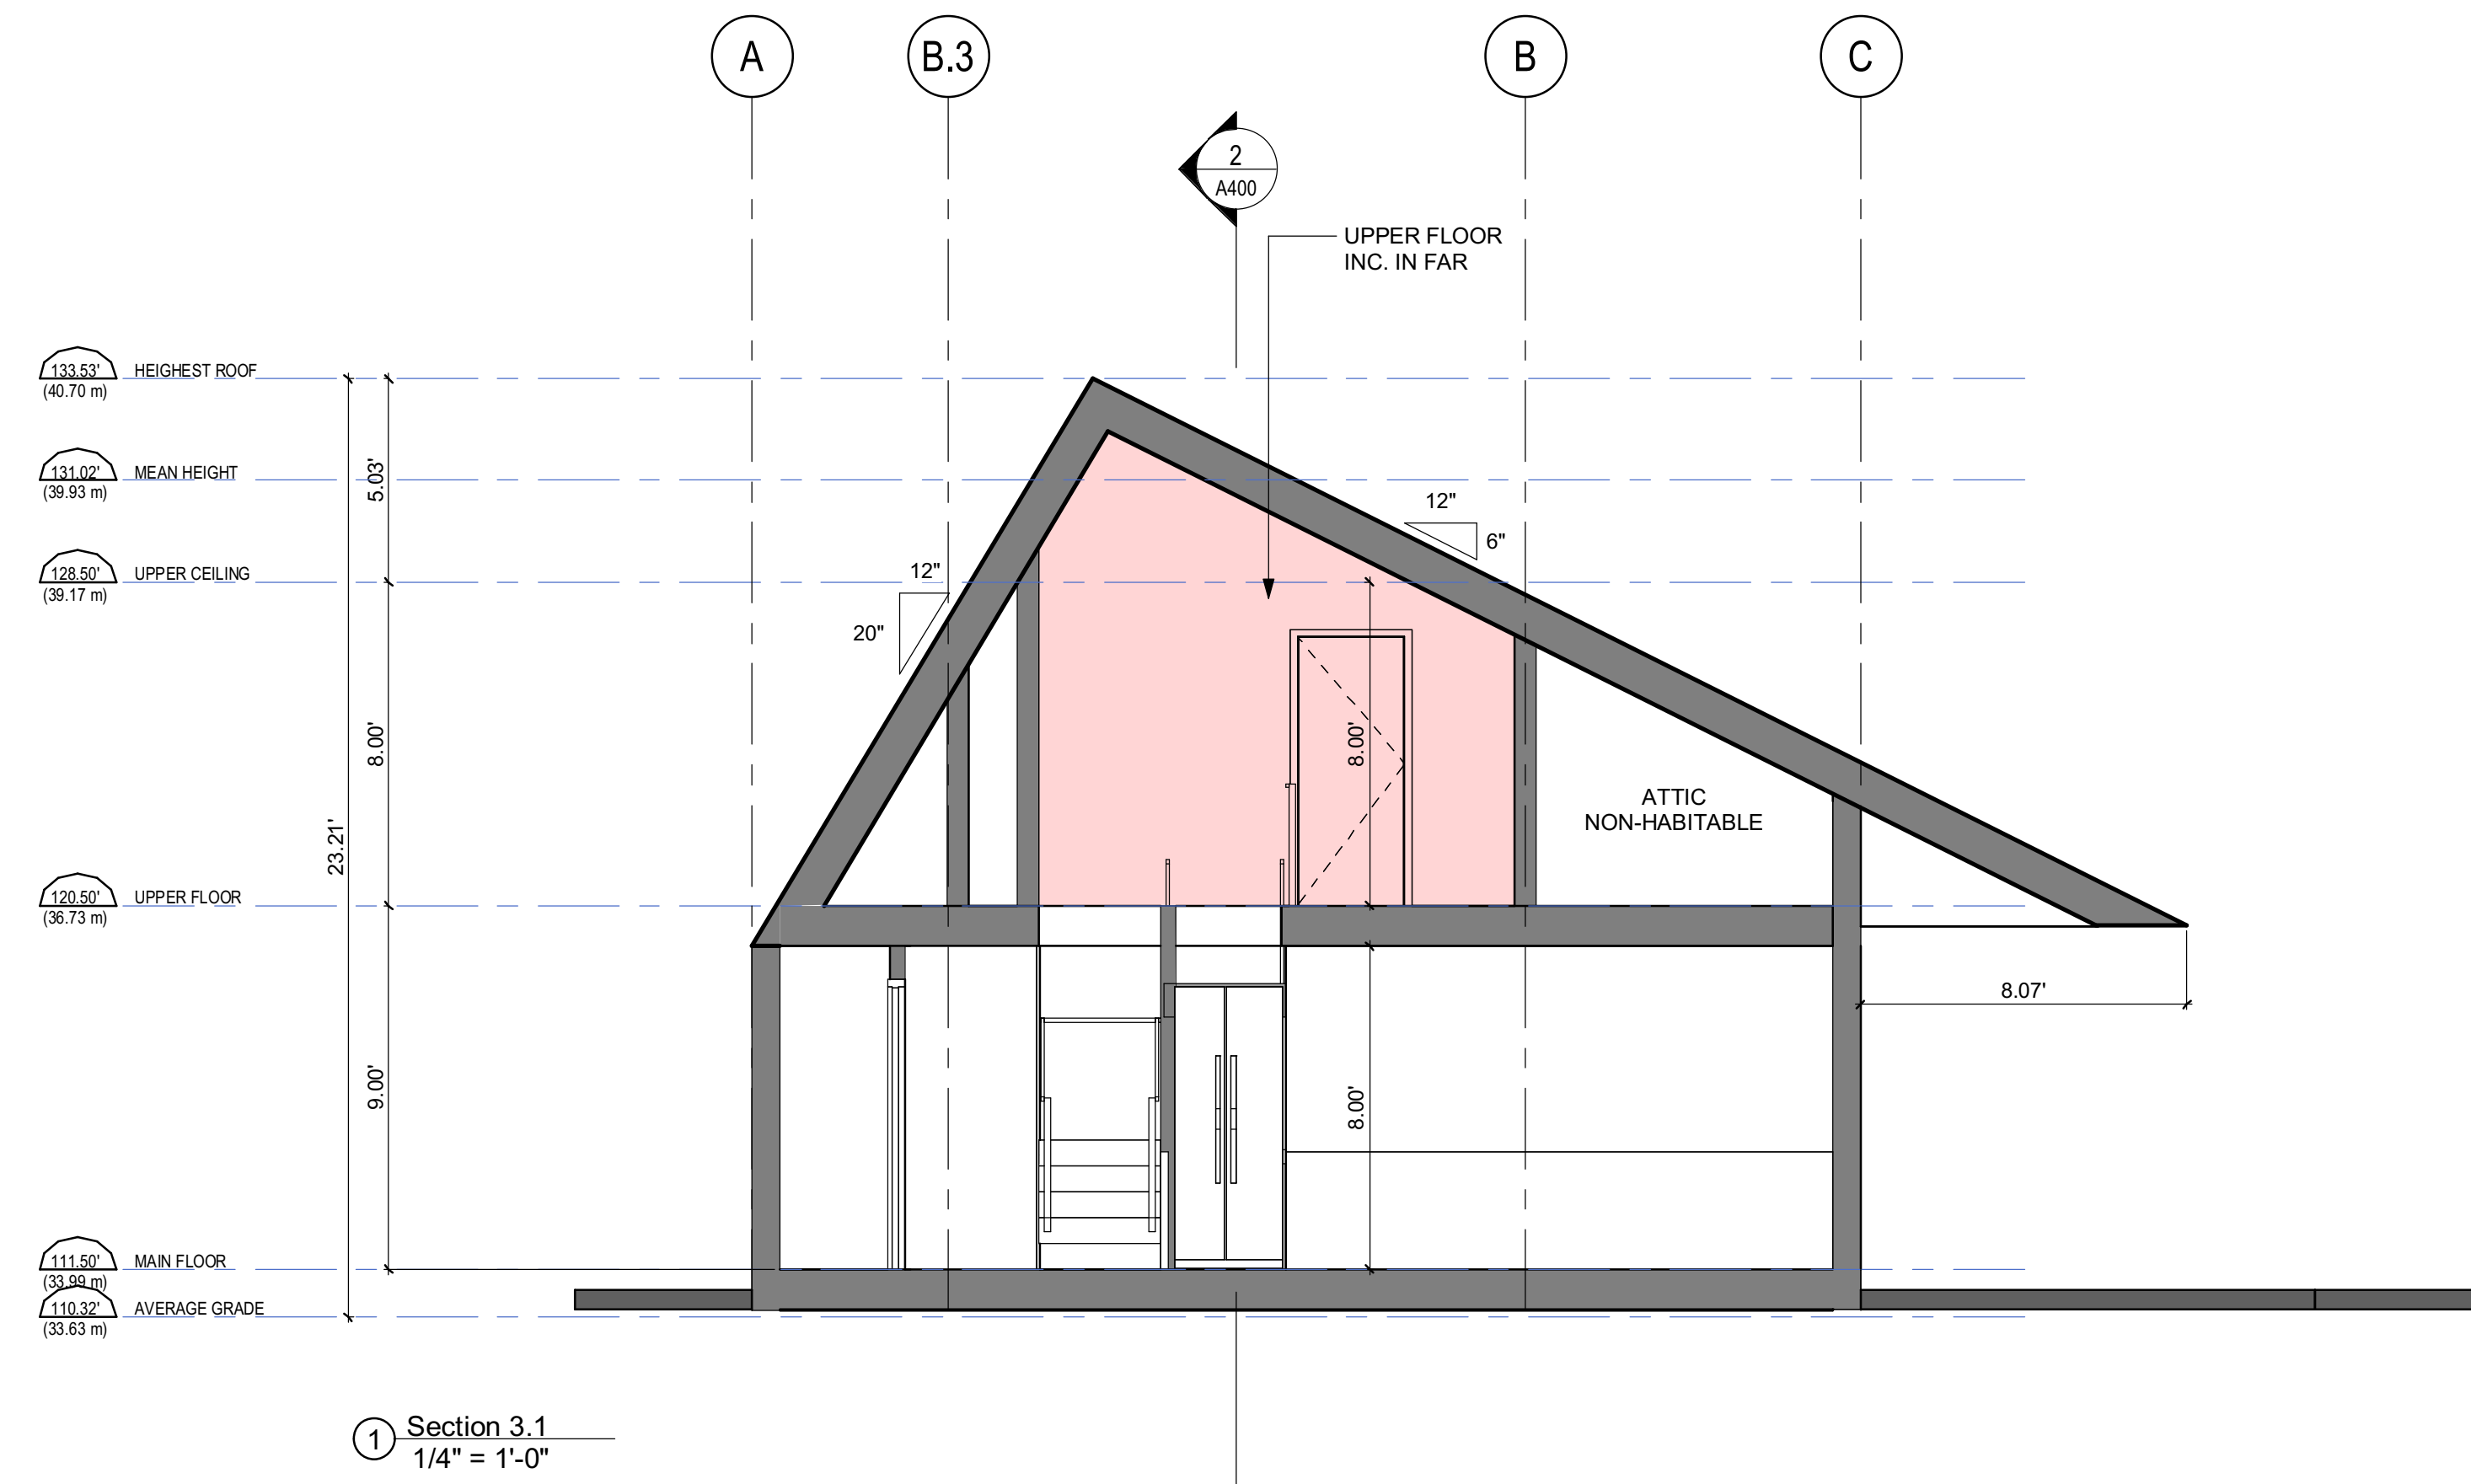 A
B.3
B
C
2
A400
UPPER FLOOR
INC. IN FAR
133.53'
HEIGHEST ROOF
(40.70 m)
131.02'
MEAN HEIGHT
(39.93 m)
5.03'
12"
6"
128.50'
UPPER CEILING
(39.17 m)
12"
20"
8.00'
8.00'
ATTIC
NON-HABITABLE
23.21'
120.50'
UPPER FLOOR
(36.73 m)
8.07'
9.00'
8.00'
111.50'
MAIN FLOOR
(33.99 m)
110.32'
AVERAGE GRADE
(33.63 m)
1
Section 3.1
1/4" = 1'-0"